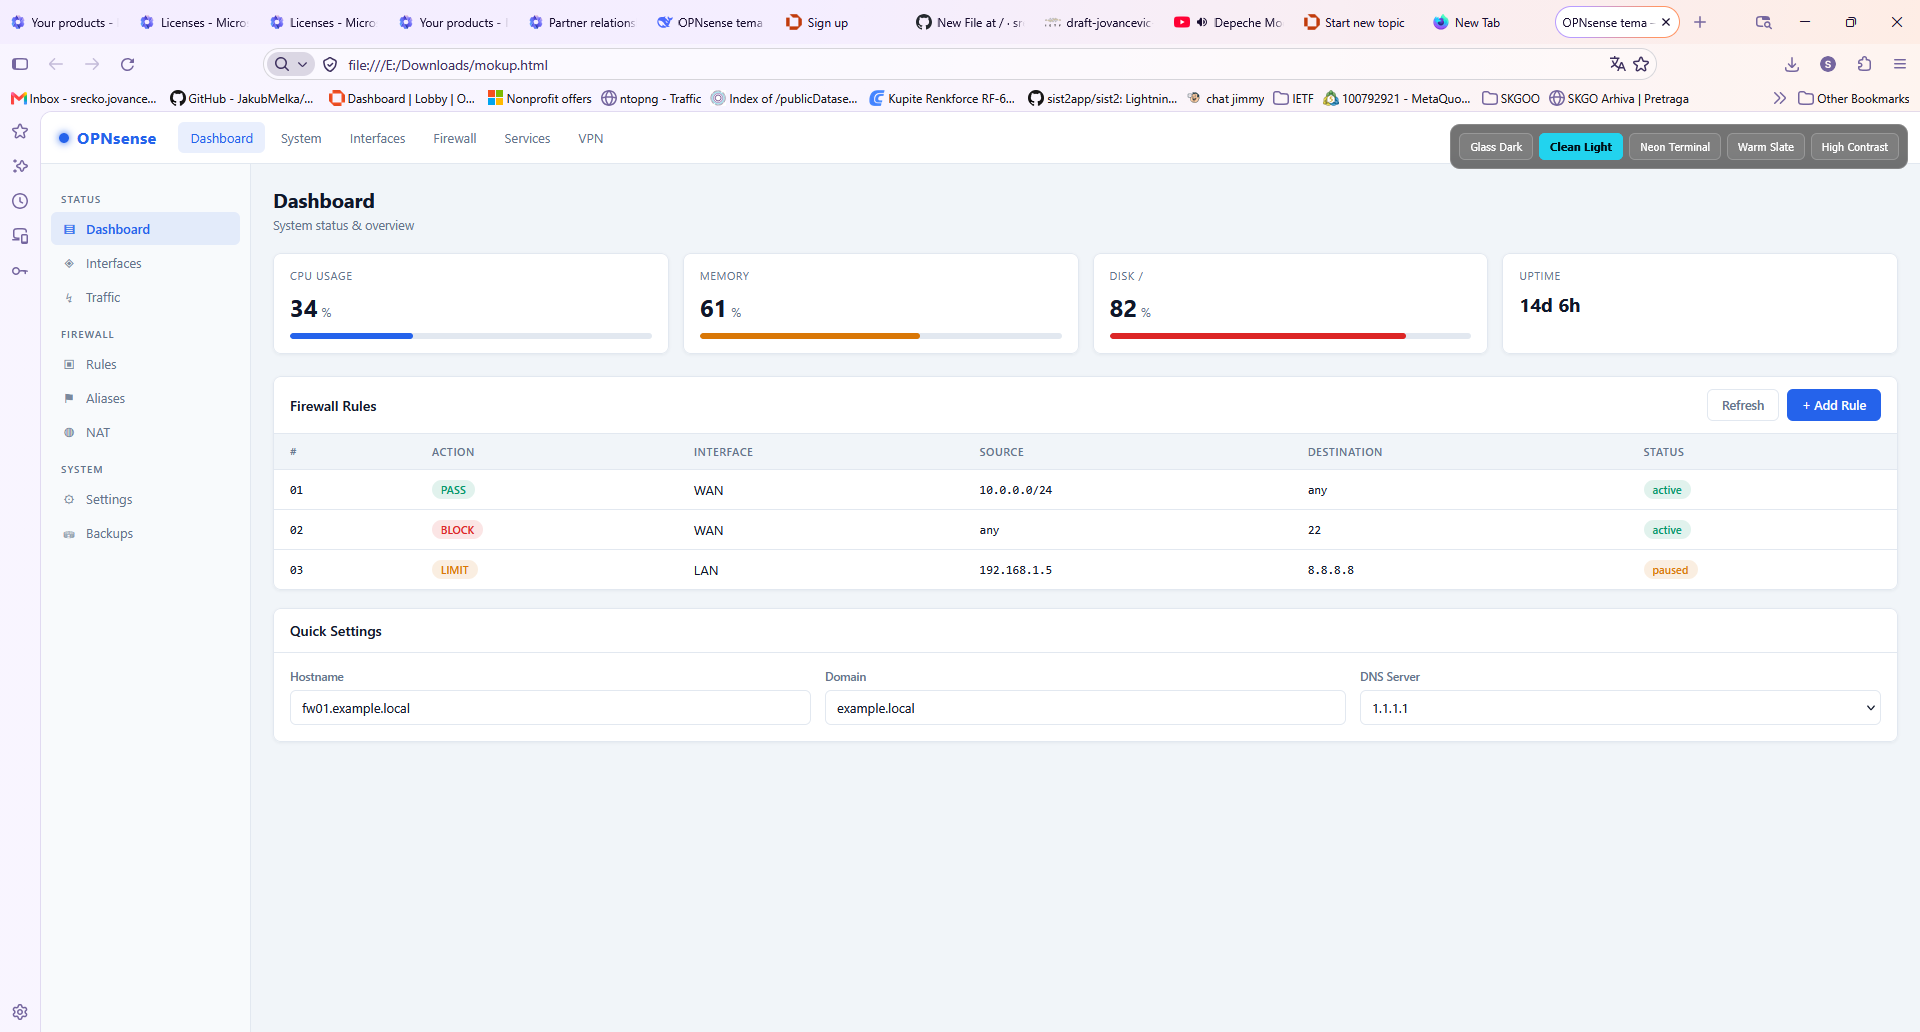 Your products -
Licenses - Micro
Licenses - Micro
Your products -
Partner relations
OPNsense tema
Sign up
New File at / · sr
draft-jovancevic
Depeche Mo
Start new topic
New Tab
OPNsense tema -
file:///E:/Downloads/mokup.html
Inbox - srecko.jovance...
GitHub - JakubMelka/...
Dashboard | Lobby | O...
Nonprofit offers
ntopng - Traffic
Index of /publicDatase...
Kupite Renkforce RF-6...
sist2app/sist2: Lightnin...
chat jimmy
IETF
100792921 - MetaQuo...
SKGOO
SKGO Arhiva | Pretraga
Other Bookmarks
OPNsense
Dashboard
System
Interfaces
Firewall
Services
VPN
Glass Dark
Clean Light
Neon Terminal
Warm Slate
High Contrast
STATUS
Dashboard
Interfaces
Traffic
FIREWALL
Rules
Aliases
NAT
SYSTEM
Settings
Backups
Dashboard
System status & overview
CPU USAGE
34 %
MEMORY
61 %
DISK /
82 %
UPTIME
14d 6h
Firewall Rules
Refresh
+ Add Rule
# ACTION INTERFACE SOURCE DESTINATION STATUS
01 PASS WAN 10.0.0.0/24 any active
02 BLOCK WAN any 22 active
03 LIMIT LAN 192.168.1.5 8.8.8.8 paused
Quick Settings
Hostname
fw01.example.local
Domain
example.local
DNS Server
1.1.1.1